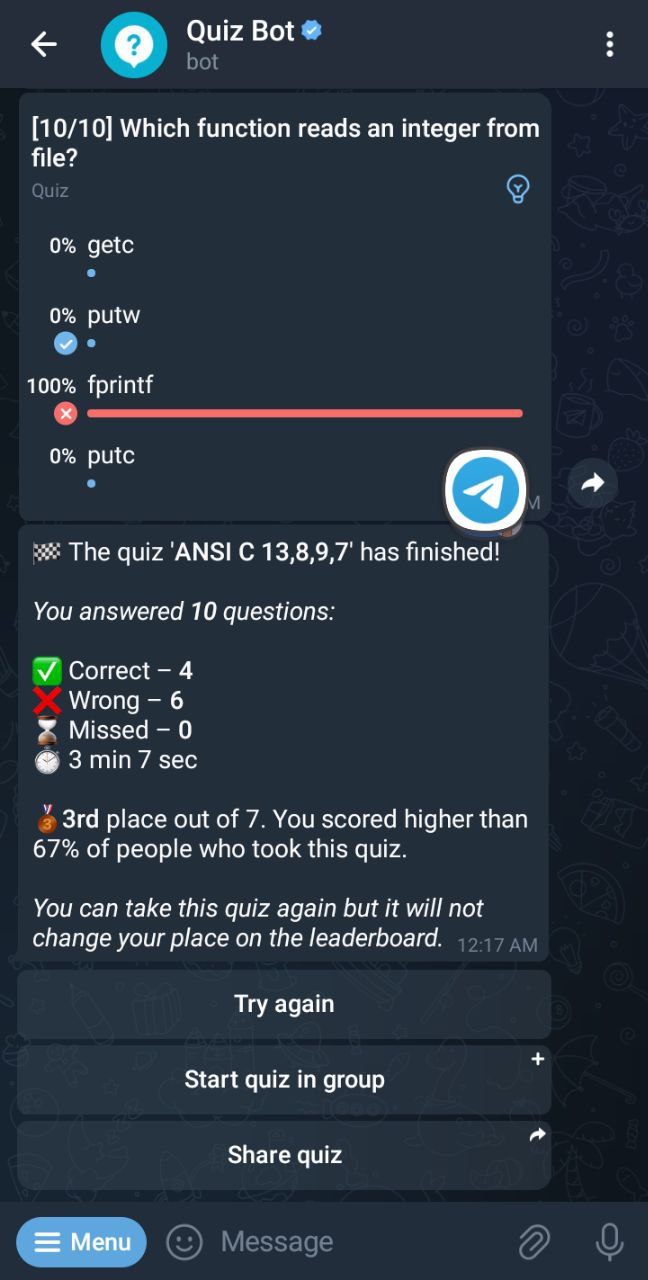 Quiz Bot
bot
[10/10] Which function reads an integer from
file?
Quiz
0% getc
0% putw
100% fprintf
0% putc
M
The quiz 'ANSI C 13,8,9,7' has finished!
You answered 10 questions:
Correct – 4
Wrong – 6
Missed – 0
3 min 7 sec
3rd place out of 7. You scored higher than
67% of people who took this quiz.
You can take this quiz again but it will not
change your place on the leaderboard. 12:17 AM
Try again
Start quiz in group
Share quiz
Menu
Message